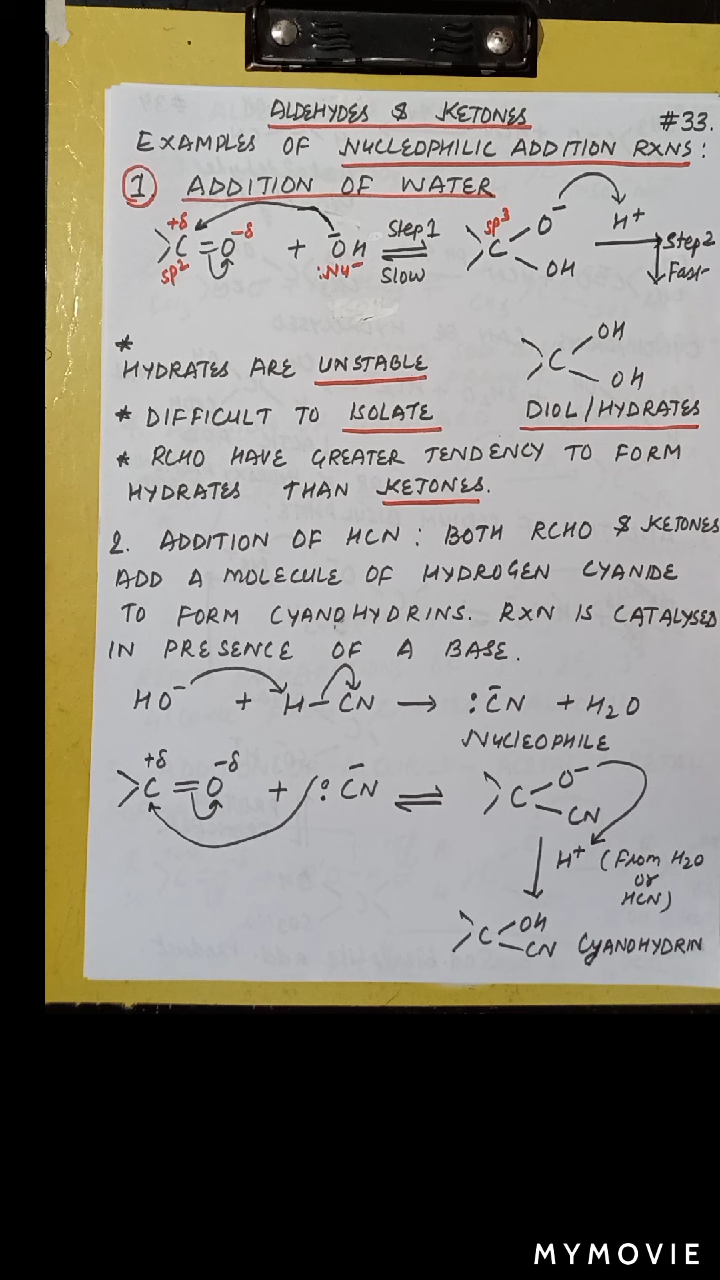 ALDEHYDES & KETONES #33.
EXAMPLES OF NUCLEOPHILIC ADDITION RXNS:
1 ADDITION OF WATER
+δ -δ
C=O + ŌH Step 1 sp³ C O⁻ H⁺ Step 2
sp² :Nu⁻ Slow OH Fast
* HYDRATES ARE UNSTABLE
C OH
OH
* DIFFICULT TO ISOLATE DIOL/HYDRATES
* RCHO HAVE GREATER TENDENCY TO FORM
HYDRATES THAN KETONES.
2. ADDITION OF HCN: BOTH RCHO & KETONES
ADD A MOLECULE OF HYDROGEN CYANIDE
TO FORM CYANOHYDRINS. RXN IS CATALYSED
IN PRESENCE OF A BASE.
HO⁻ + H-CN → :C̄N + H₂O
NUCLEOPHILE
+δ -δ
C=O + :C̄N ⇌ C O⁻
CN
H⁺ (From H₂O
or
HCN)
C OH
CN CYANOHYDRIN
MYMOVIE